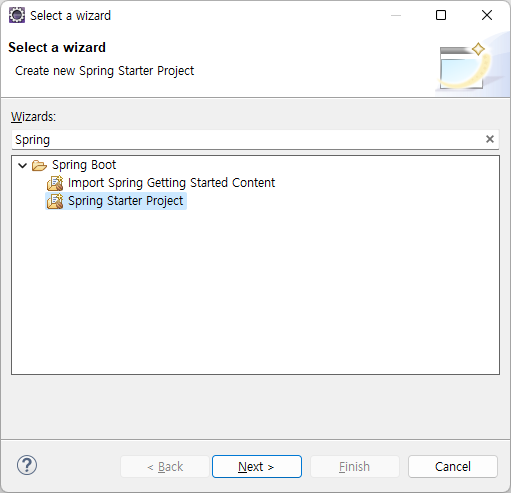 Select a wizard
Select a wizard
Create new Spring Starter Project
Wizards:
Spring
Spring Boot
Import Spring Getting Started Content
Spring Starter Project
? < Back Next > Finish Cancel